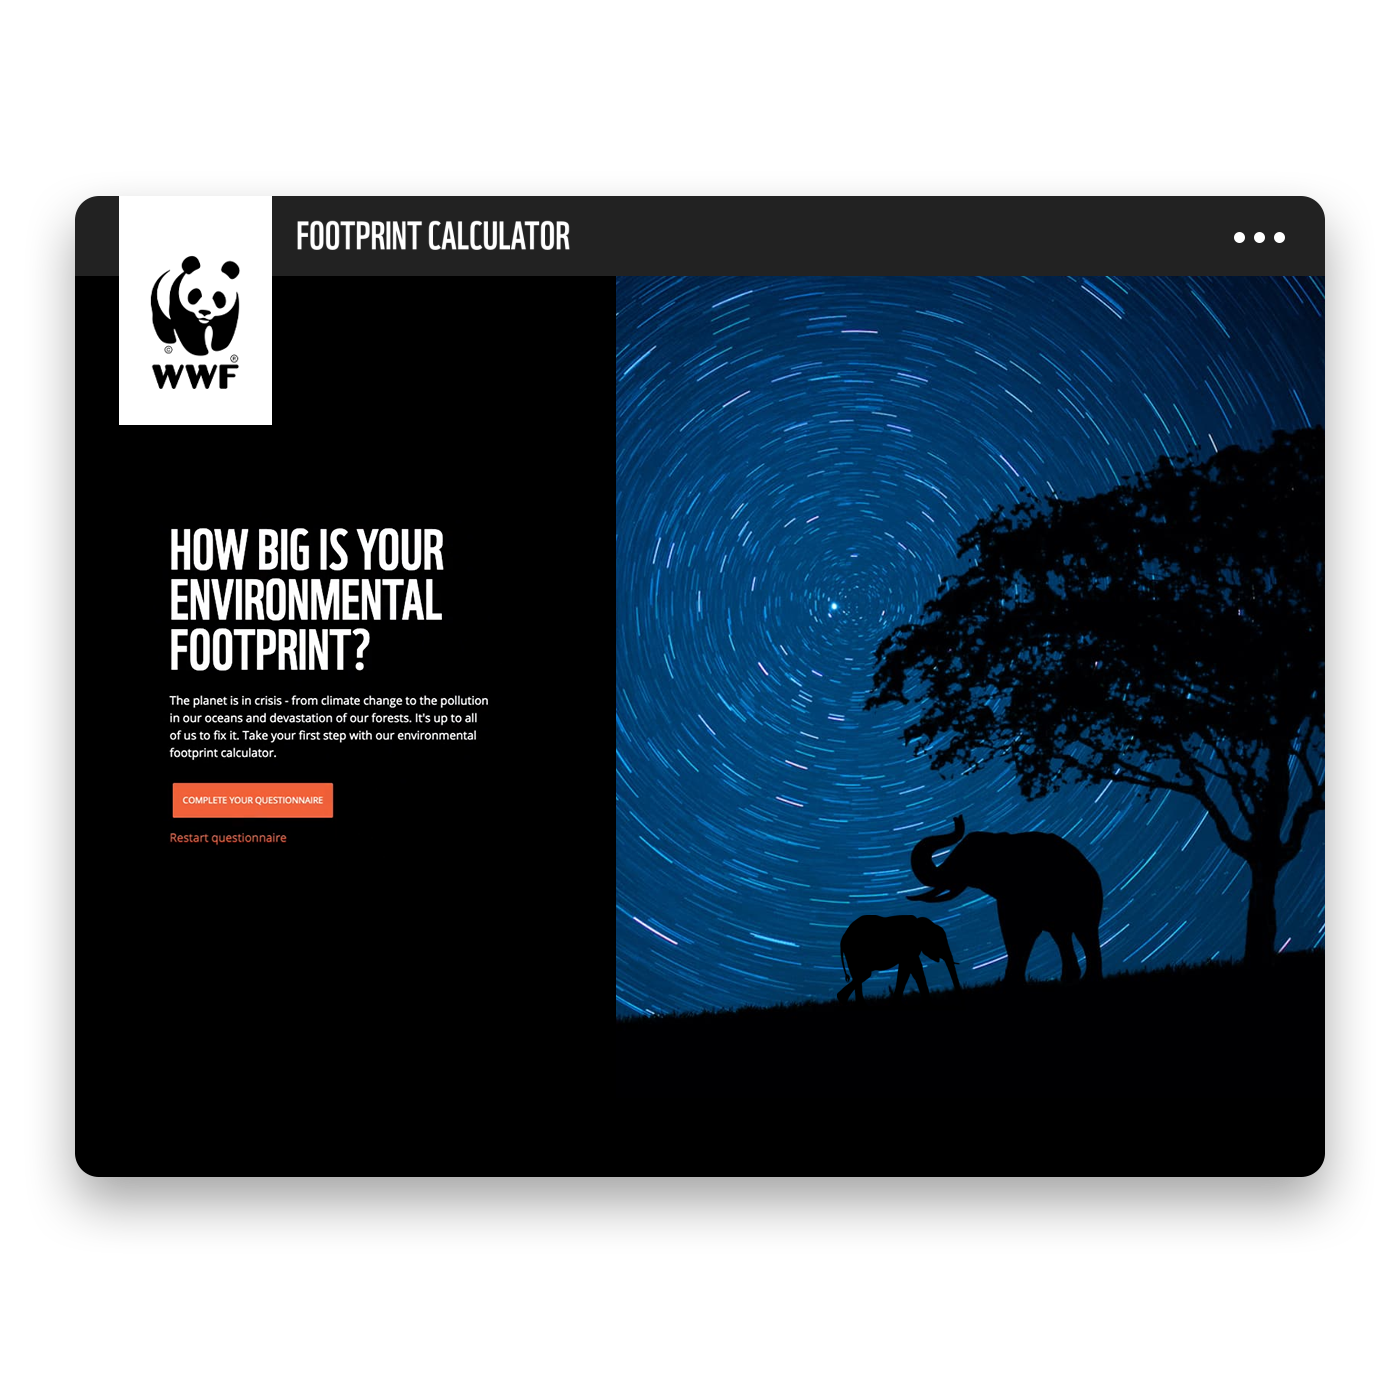 FOOTPRINT CALCULATOR
© ®
WWF
HOW BIG IS YOUR
ENVIRONMENTAL
FOOTPRINT?
The planet is in crisis - from climate change to the pollution
in our oceans and devastation of our forests. It's up to all
of us to fix it. Take your first step with our environmental
footprint calculator.
COMPLETE YOUR QUESTIONNAIRE
Restart questionnaire